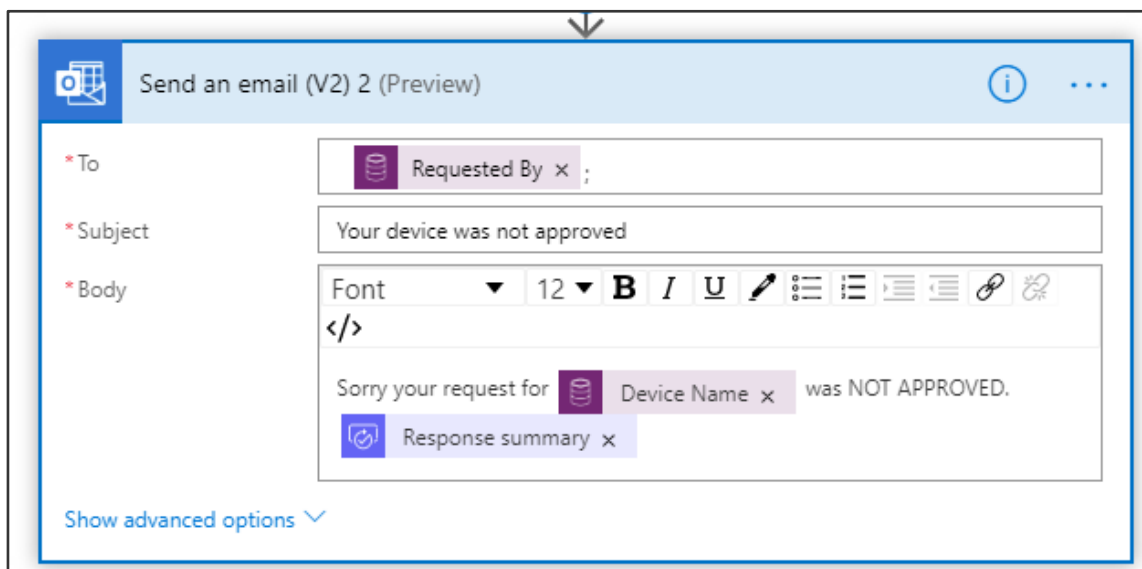 Send an email (V2) 2 (Preview)
*To Requested By × ;
*Subject Your device was not approved
*Body Font 12 B I U
</>
Sorry your request for Device Name × was NOT APPROVED.
Response summary ×
Show advanced options